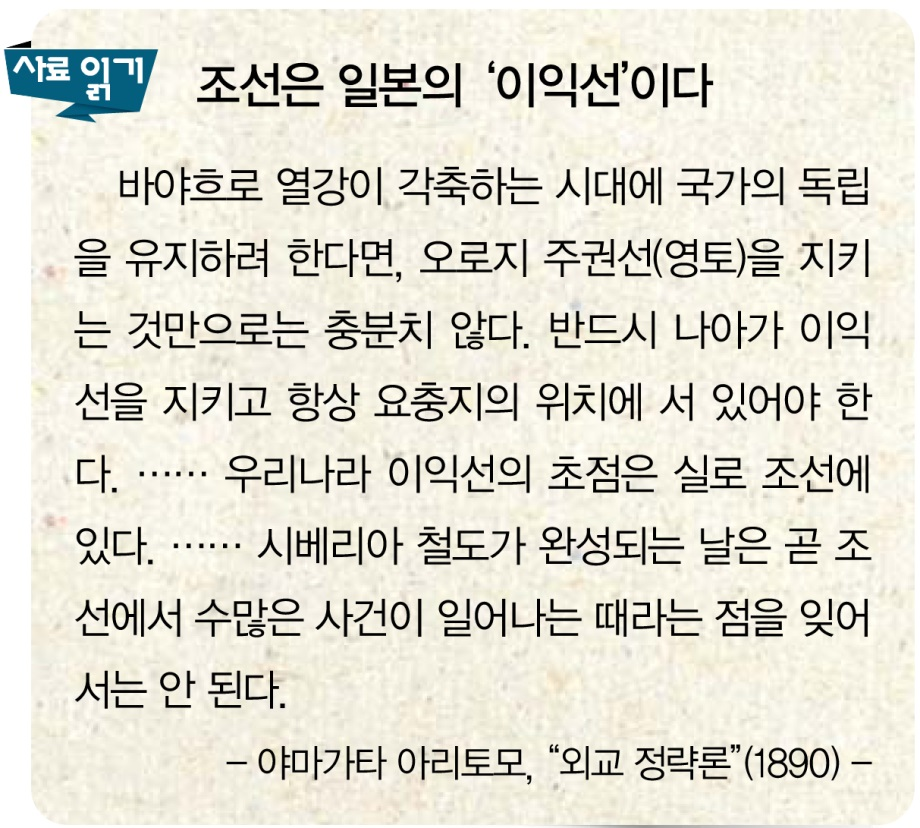 사료 읽기
조선은 일본의 ‘이익선’이다
바야흐로 열강이 각축하는 시대에 국가의 독립
을 유지하려 한다면, 오로지 주권선(영토)을 지키
는 것만으로는 충분치 않다. 반드시 나아가 이익
선을 지키고 항상 요충지의 위치에 서 있어야 한
다. …… 우리나라 이익선의 초점은 실로 조선에
있다. …… 시베리아 철도가 완성되는 날은 곧 조
선에서 수많은 사건이 일어나는 때라는 점을 잊어
서는 안 된다.
– 야마가타 아리토모, “외교 정략론”(1890) –